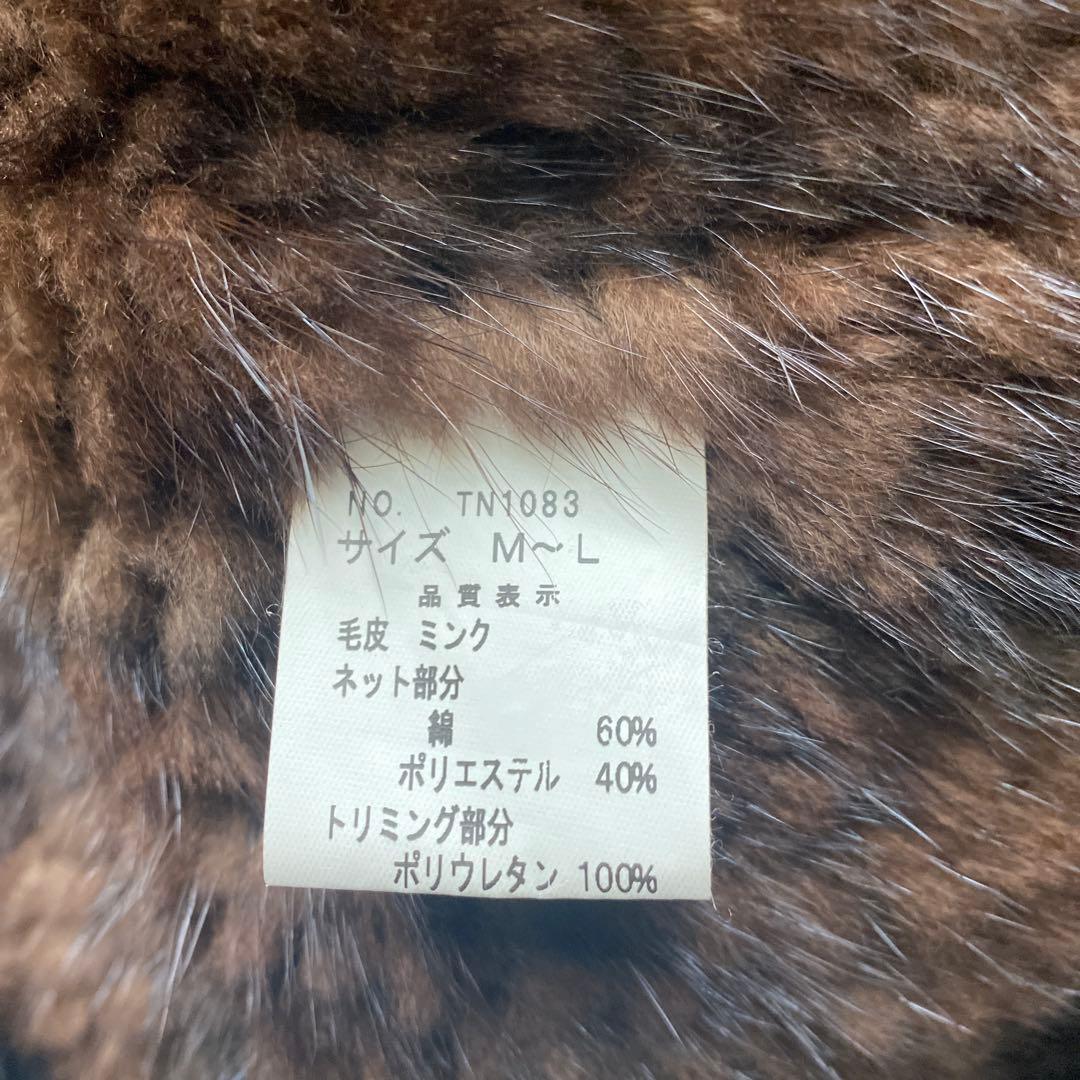 NO. TN1083
サイズ M～L
品質表示
毛皮 ミンク
ネット部分
綿 60%
ポリエステル 40%
トリミング部分
ポリウレタン 100%